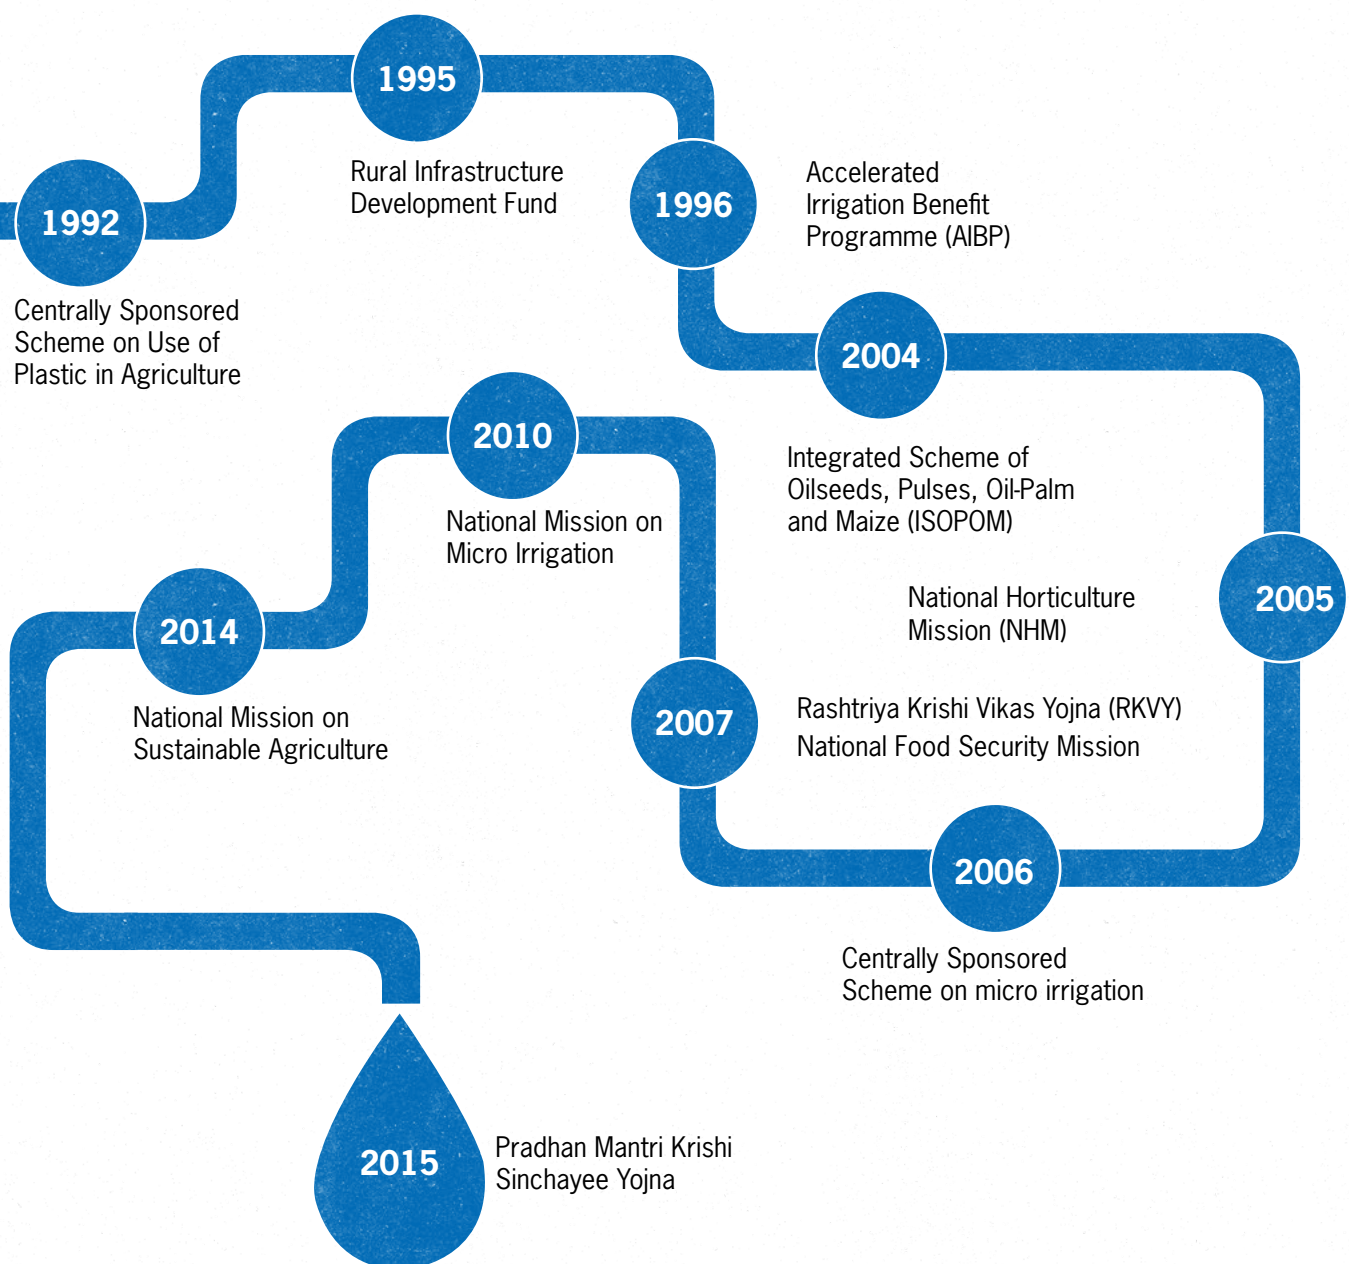 1992
Centrally Sponsored
Scheme on Use of
Plastic in Agriculture
1995
Rural Infrastructure
Development Fund
1996
Accelerated
Irrigation Benefit
Programme (AIBP)
2004
Integrated Scheme of
Oilseeds, Pulses, Oil-Palm
and Maize (ISOPOM)
2005
National Horticulture
Mission (NHM)
2006
Centrally Sponsored
Scheme on micro irrigation
2007
Rashtriya Krishi Vikas Yojna (RKVY)
National Food Security Mission
2010
National Mission on
Micro Irrigation
2014
National Mission on
Sustainable Agriculture
2015
Pradhan Mantri Krishi
Sinchayee Yojna